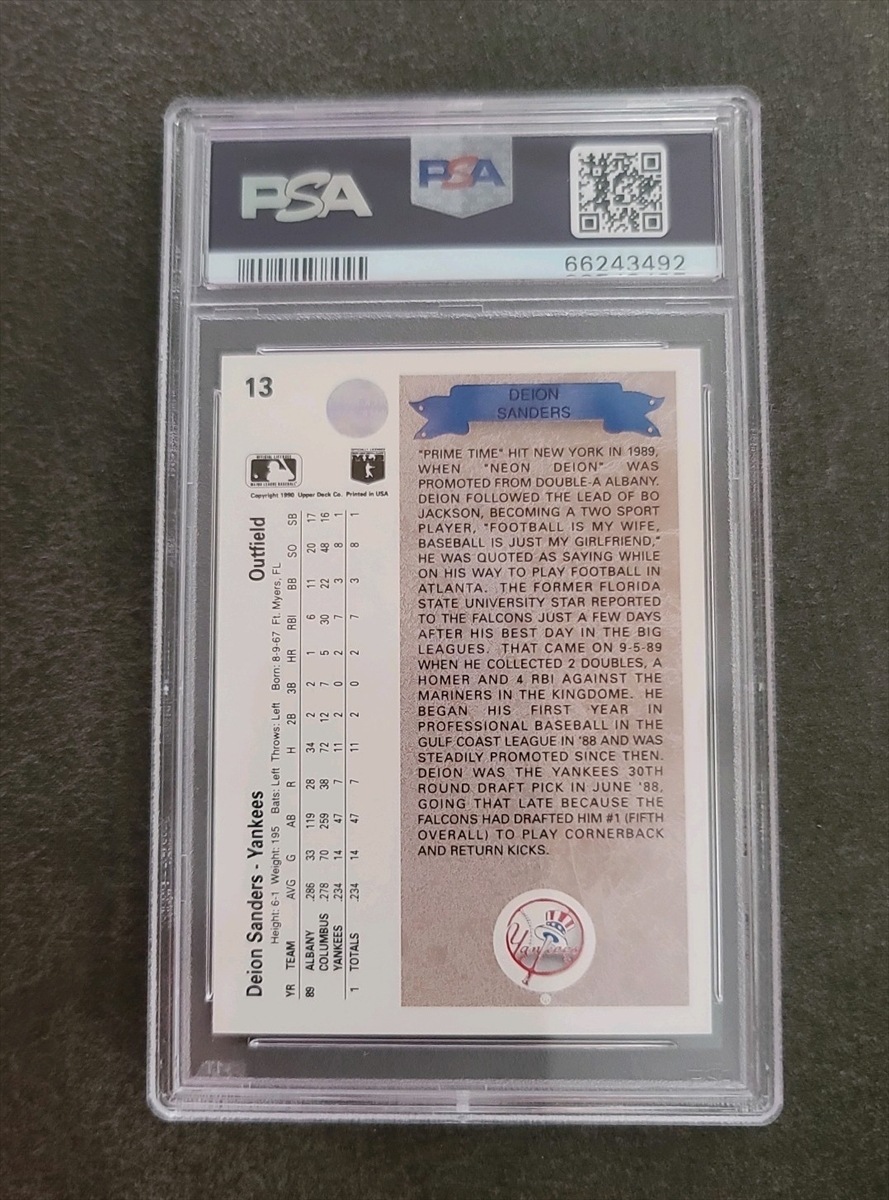 PSA
PSA
66243492
13
OFFICIAL LICENSEE
MAJOR LEAGUE BASEBALL
Copyright 1990 Upper Deck Co. Printed in USA
DEION
SANDERS
"PRIME TIME" HIT NEW YORK IN 1989,
WHEN "NEON DEION" WAS
PROMOTED FROM DOUBLE-A ALBANY.
DEION FOLLOWED THE LEAD OF BO
JACKSON, BECOMING A TWO SPORT
PLAYER, "FOOTBALL IS MY WIFE,
BASEBALL IS JUST MY GIRLFRIEND,"
HE WAS QUOTED AS SAYING WHILE
ON HIS WAY TO PLAY FOOTBALL IN
ATLANTA. THE FORMER FLORIDA
STATE UNIVERSITY STAR REPORTED
TO THE FALCONS JUST A FEW DAYS
AFTER HIS BEST DAY IN THE BIG
LEAGUES. THAT CAME ON 9-5-89
WHEN HE COLLECTED 2 DOUBLES, A
HOMER AND 4 RBI AGAINST THE
MARINERS IN THE KINGDOME. HE
BEGAN HIS FIRST YEAR IN
PROFESSIONAL BASEBALL IN THE
GULF COAST LEAGUE IN '88 AND WAS
STEADILY PROMOTED SINCE THEN.
DEION WAS THE YANKEES 30TH
ROUND DRAFT PICK IN JUNE '88,
GOING THAT LATE BECAUSE THE
FALCONS HAD DRAFTED HIM #1 (FIFTH
OVERALL) TO PLAY CORNERBACK
AND RETURN KICKS.
Yankees
Deion Sanders - Yankees Outfield
Height: 6-1 Weight: 195 Bats: Left Throws: Left Born: 8-9-67 Ft. Myers, FL
YR TEAM AVG G AB R H 2B 3B HR RBI BB SO SB
89 ALBANY .286 33 119 28 34 2 2 1 6 11 20 17
COLUMBUS .278 70 259 38 72 12 7 5 30 22 48 16
YANKEES .234 14 47 7 11 2 0 2 7 3 8 1
1 TOTALS .234 14 47 7 11 2 0 2 7 3 8 1